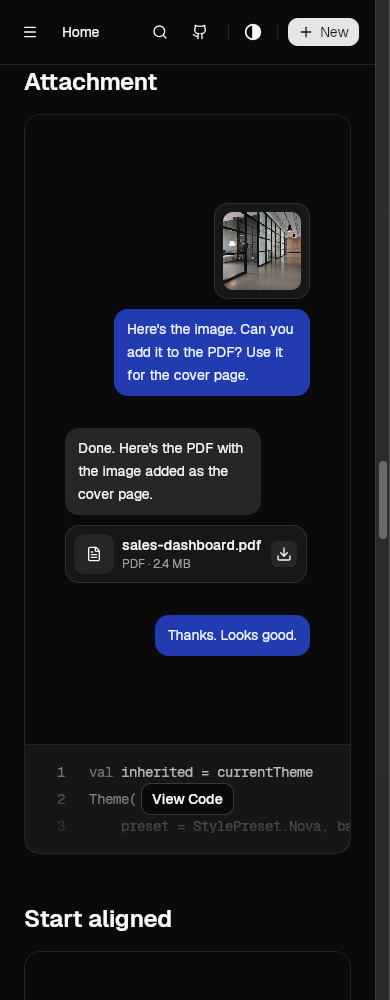 Home
New
Attachment
Here's the image. Can you
add it to the PDF? Use it
for the cover page.
Done. Here's the PDF with
the image added as the
cover page.
sales-dashboard.pdf
PDF · 2.4 MB
Thanks. Looks good.
1 val inherited = currentTheme
2 Theme(
View Code
3 preset = StylePreset.Nova, ba
Start aligned